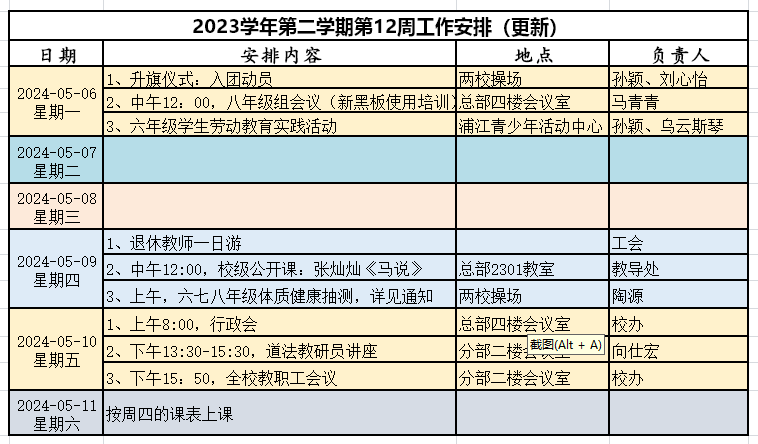 2023学年第二学期第12周工作安排（更新）
日期 安排内容 地点 负责人
2024-05-06 星期一
1、升旗仪式：入团动员 两校操场 孙颖、刘心怡
2、中午12：00，八年级组会议（新黑板使用培训） 总部四楼会议室 马青青
3、六年级学生劳动教育实践活动 浦江青少年活动中心 孙颖、乌云斯琴
2024-05-07
星期二
2024-05-08
星期三
2024-05-09
星期四
1、退休教师一日游 工会
2、中午12:00，校级公开课：张灿灿《马说》 总部2301教室 教导处
3、上午，六七八年级体质健康抽测，详见通知 两校操场 陶源
2024-05-10
星期五
1、上午8:00，行政会 总部四楼会议室 校办
截图(Alt + A)
2、下午13:30-15:30，道法教研员讲座 分部二楼会议室 向仕宏
3、下午15：50，全校教职工会议 分部二楼会议室 校办
2024-05-11
星期六
按周四的课表上课